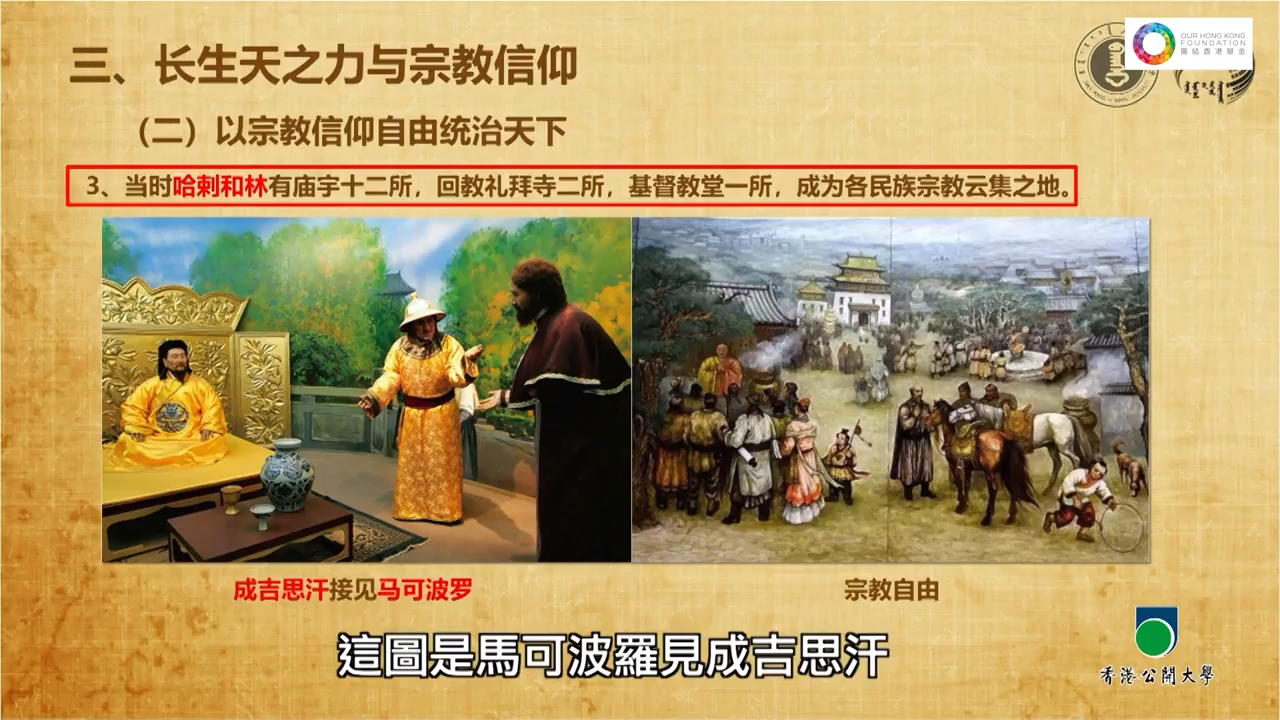 三、长生天之力与宗教信仰
OUR HONG KONG
FOUNDATION
團結香港基金
（二）以宗教信仰自由统治天下
3、当时哈剌和林有庙宇十二所，回教礼拜寺二所，基督教堂一所，成为各民族宗教云集之地。
成吉思汗接见马可波罗
宗教自由
這圖是馬可波羅見成吉思汗
香港公開大學